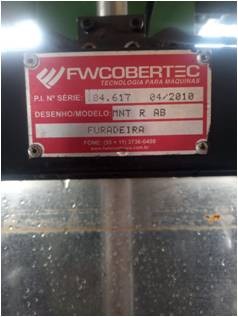 FWCOBERTEC
TECNOLOGIA PARA MÁQUINAS
P.I. Nº SÉRIE: 84.617 04/2010
DESENHO/MODELO: MNT R AB
FURADEIRA